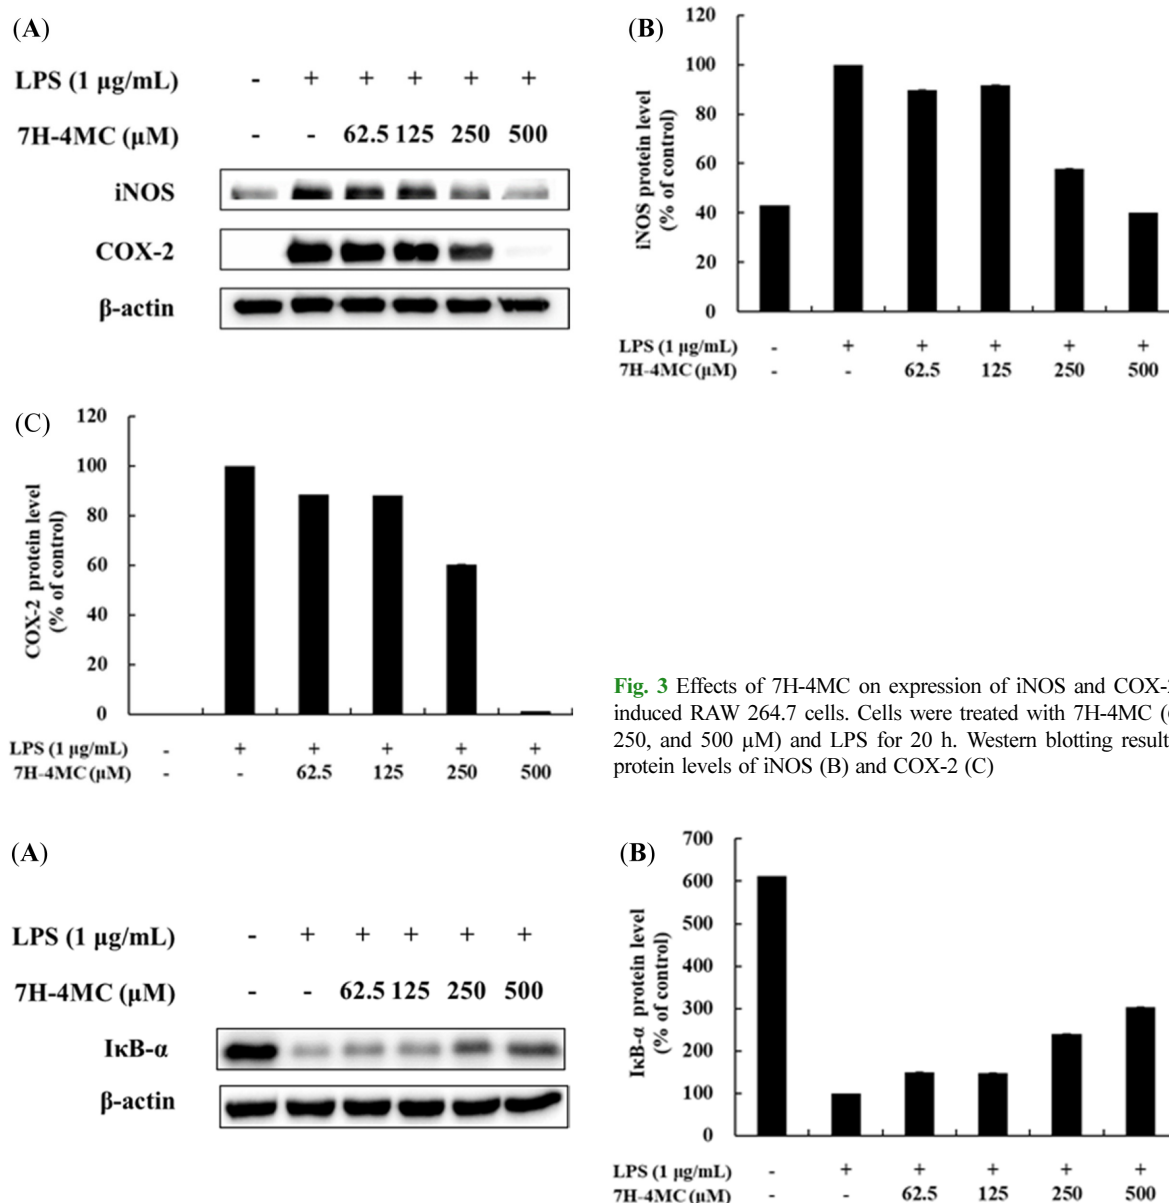 (A)
LPS (1 μg/mL) - + + + + +
7H-4MC (μM) - - 62.5 125 250 500
iNOS
COX-2
β-actin
(B)
iNOS protein level
(% of control)
120
100
80
60
40
20
0
LPS (1 μg/mL) - + + + + +
7H-4MC (μM) - - 62.5 125 250 500
(C)
COX-2 protein level
(% of control)
120
100
80
60
40
20
0
LPS (1 μg/mL) - + + + + +
7H-4MC (μM) - - 62.5 125 250 500
Fig. 3 Effects of 7H-4MC on expression of iNOS and COX-2
induced RAW 264.7 cells. Cells were treated with 7H-4MC (
250, and 500 μM) and LPS for 20 h. Western blotting result
protein levels of iNOS (B) and COX-2 (C)
(A)
LPS (1 μg/mL) - + + + + +
7H-4MC (μM) - - 62.5 125 250 500
IκB-α
β-actin
(B)
IκB-α protein level
(% of control)
700
600
500
400
300
200
100
0
LPS (1 μg/mL) - + + + + +
7H-4MC (μM) - - 62.5 125 250 500